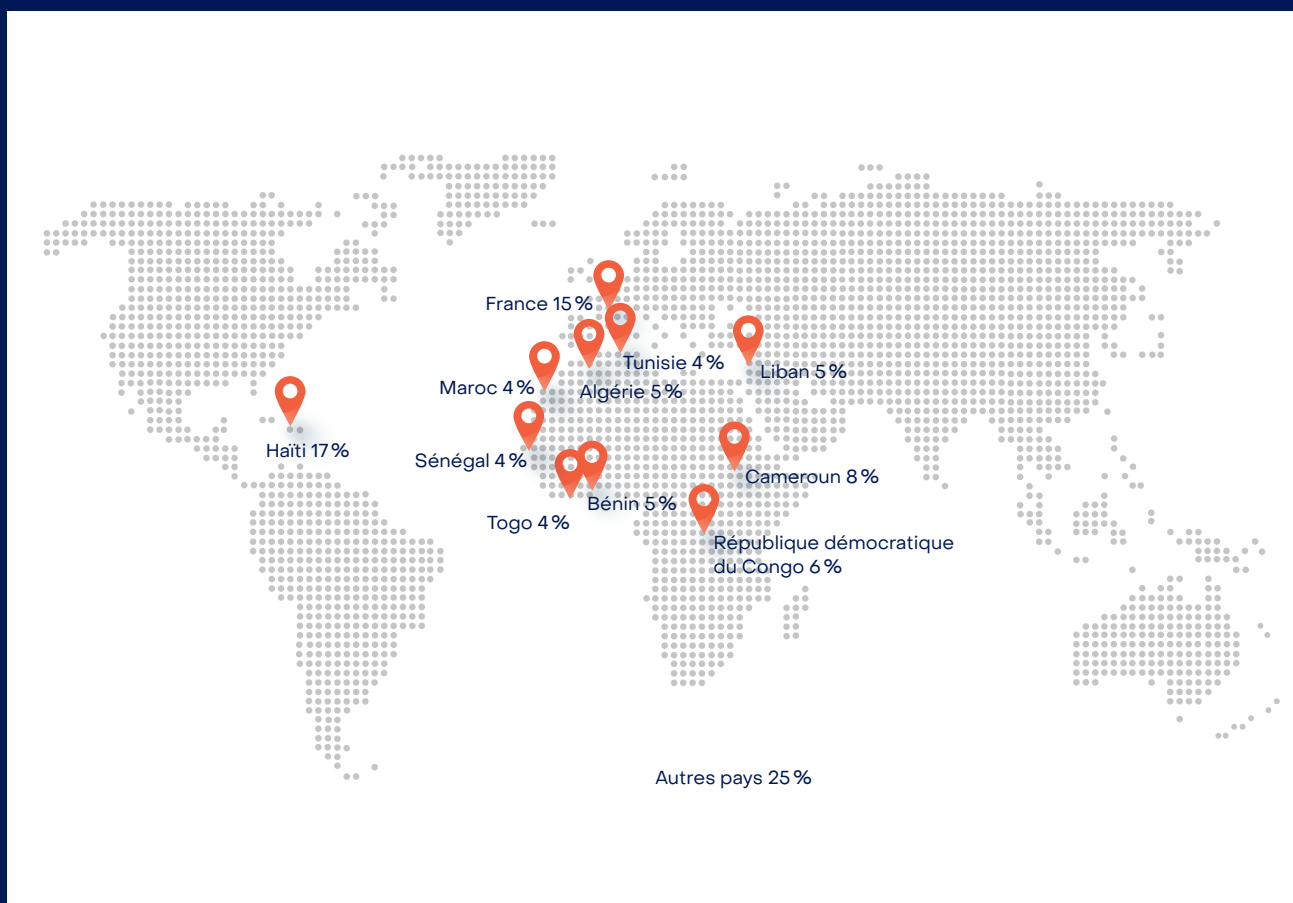 France 15 %
Tunisie 4 %
Liban 5 %
Maroc 4 %
Algérie 5 %
Haïti 17 %
Sénégal 4 %
Cameroun 8 %
Bénin 5 %
Togo 4 %
République démocratique
du Congo 6 %
Autres pays 25 %